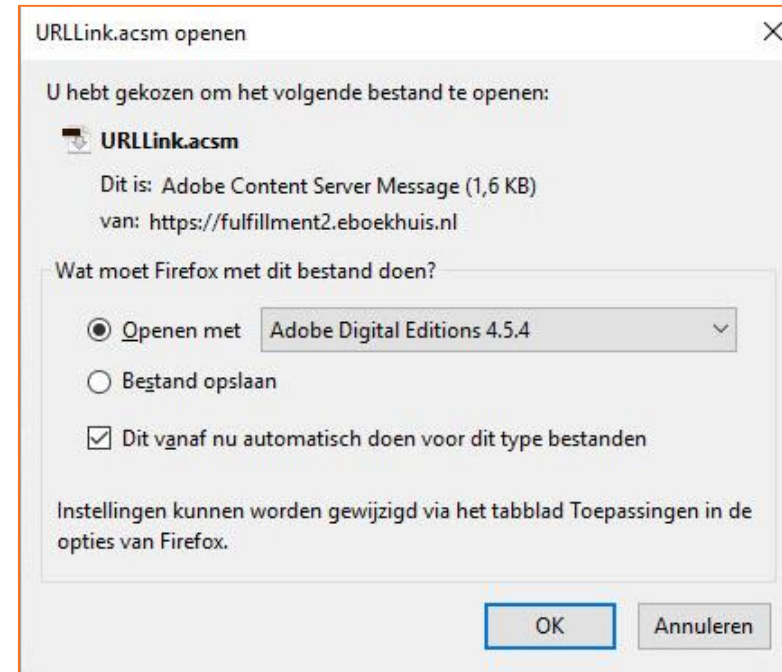 URLLink.acsm openen
U hebt gekozen om het volgende bestand te openen:
URLLink.acsm
Dit is: Adobe Content Server Message (1,6 KB)
van: https://fulfillment2.eboekhuis.nl
Wat moet Firefox met dit bestand doen?
Openen met Adobe Digital Editions 4.5.4
Bestand opslaan
Dit vanaf nu automatisch doen voor dit type bestanden
Instellingen kunnen worden gewijzigd via het tabblad Toepassingen in de
opties van Firefox.
OK Annuleren